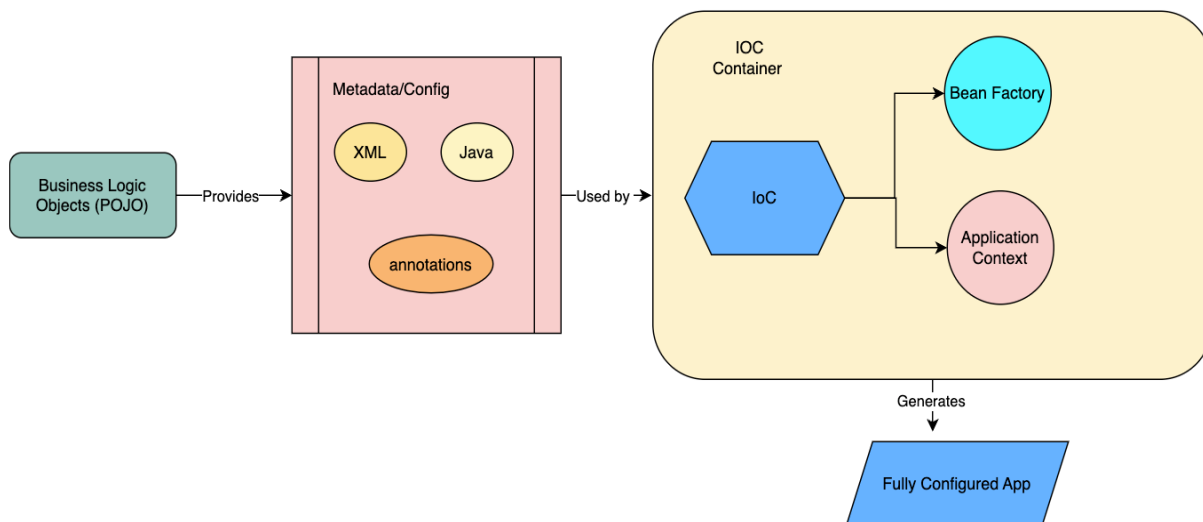 Business Logic
Objects (POJO)
Provides
Metadata/Config
XML
Java
annotations
Used by
IOC
Container
IoC
Bean Factory
Application
Context
Generates
Fully Configured App